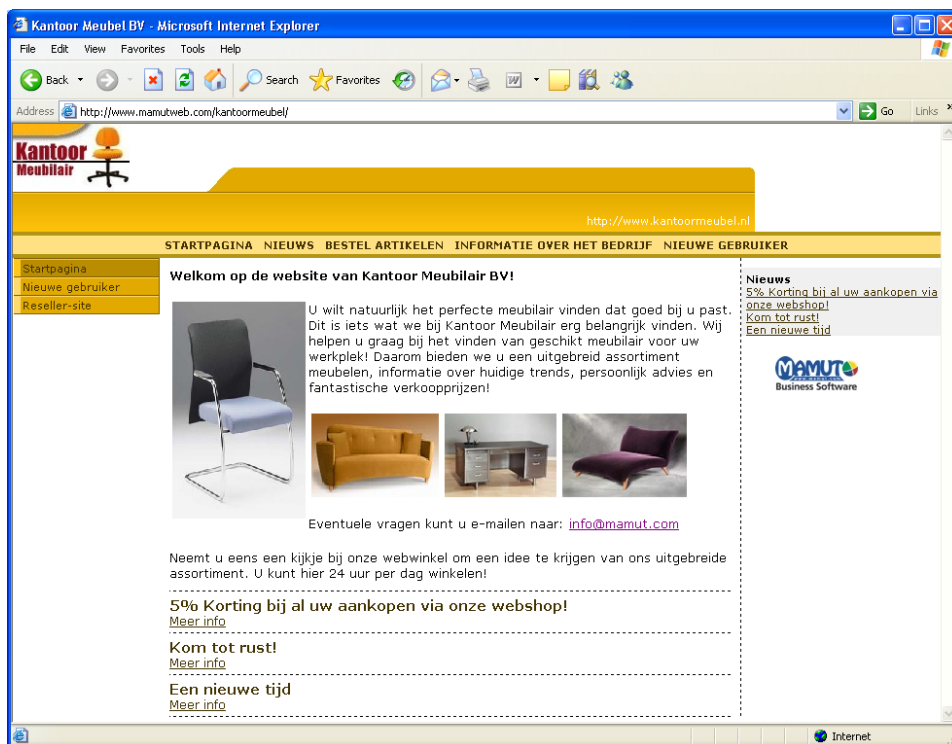 Kantoor Meubel BV - Microsoft Internet Explorer
File Edit View Favorites Tools Help
Back Search Favorites
Address http://www.mamutweb.com/kantoormeubel/ Go Links »
Kantoor
Meubilair
http://www.kantoormeubel.nl
STARTPAGINA NIEUWS BESTEL ARTIKELEN INFORMATIE OVER HET BEDRIJF NIEUWE GEBRUIKER
Startpagina
Nieuwe gebruiker
Reseller-site
Welkom op de website van Kantoor Meubilair BV!
U wilt natuurlijk het perfecte meubilair vinden dat goed bij u past.
Dit is iets wat we bij Kantoor Meubilair erg belangrijk vinden. Wij
helpen u graag bij het vinden van geschikt meubilair voor uw
werkplek! Daarom bieden we u een uitgebreid assortiment
meubelen, informatie over huidige trends, persoonlijk advies en
fantastische verkoopprijzen!
Eventuele vragen kunt u e-mailen naar: info@mamut.com
Neemt u eens een kijkje bij onze webwinkel om een idee te krijgen van ons uitgebreide
assortiment. U kunt hier 24 uur per dag winkelen!
5% Korting bij al uw aankopen via onze webshop!
Meer info
Kom tot rust!
Meer info
Een nieuwe tijd
Meer info
Nieuws
5% Korting bij al uw aankopen via
onze webshop!
Kom tot rust!
Een nieuwe tijd
MAMUT
Business Software
Internet